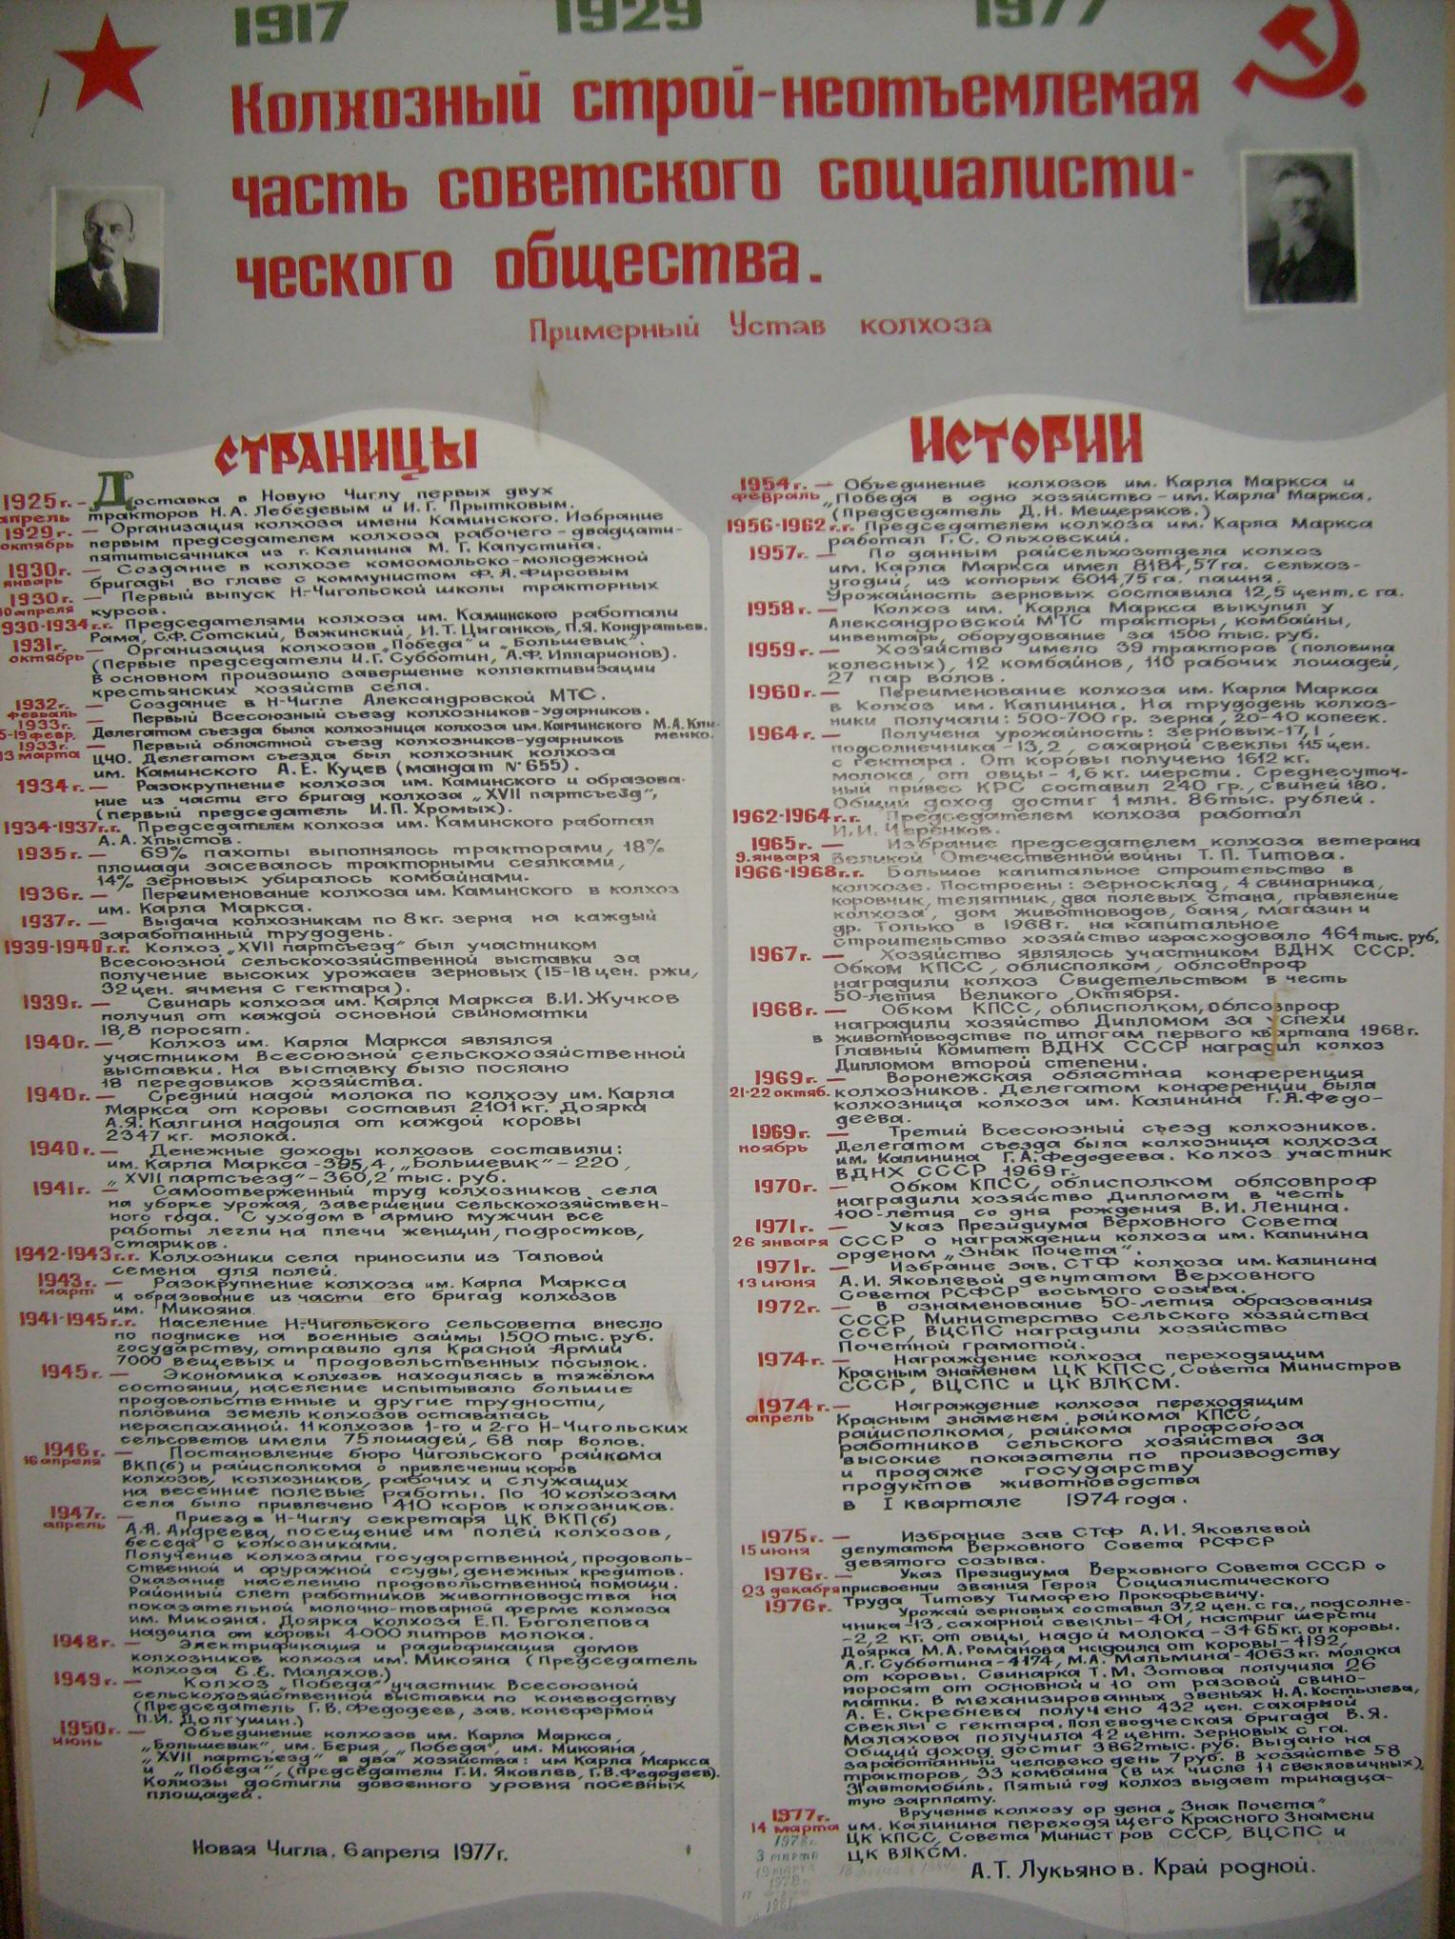 1917 1929 1977
Колхозный строй-неотъемлемая
часть советского социалисти-
ческого общества.
Примерный Устав колхоза
СТРАНИЦЫ
1925г. - Доставка в Новую Чиглу первых двух
апрель тракторов Н.А. Лебедевым и И.Г. Прытковым.
1929г. — Организация колхоза имени Каминского. Избрание
октябрь первым председателем колхоза рабочего-двадцати-
пятитысячника из г. Калинина М.Г. Капустина.
1930г. — Создание в колхозе комсомольско-молодежной
январь бригады во главе с коммунистом Ф.А. Фирсовым
1930г. — Первый выпуск Н-Чигольской школы тракторных
10 апреля курсов.
930-1934г.г. Председателями колхоза им. Каминского работали
Рама, С.Ф. Сотский, Важинский, И.Т. Цыганков, П.Я. Кондратьев.
1931г. — Организация колхозов „Победа" и „Большевик".
октябрь (Первые председатели И.Г. Субботин, А.Ф. Илларионов).
В основном произошло завершение коллективизации
крестьянских хозяйств села.
1932г. — Создание в Н-Чигле Александровской МТС.
февраль
1933г. — Первый Всесоюзный съезд колхозников-ударников.
5-19 февр. Делегатом съезда была колхозница колхоза им. Каминского М.А. Кли-
менко.
1933г. — Первый областной съезд колхозников-ударников
13 марта ЦЧО. Делегатом съезда был колхозник колхоза
им. Каминского А.Е. Куцев (мандат №655).
1934г. — Разокрупнение колхоза им. Каминского и образова-
ние из части его бригад колхоза „XVII партсъезд",
(первый председатель И.П. Хромых).
1934-1937г.г. Председателем колхоза им. Каминского работал
А.А. Хлыстов.
1935г. — 69% пахоты выполнялось тракторами, 18%
площади засевалось тракторными сеялками,
14% зерновых убиралось комбайнами.
1936г. — Переименование колхоза им. Каминского в колхоз
им. Карла Маркса.
1937г. — Выдача колхозникам по 8 кг. зерна на каждый
заработанный трудодень.
1939-1940г.г. Колхоз „XVII партсъезд" был участником
Всесоюзной сельскохозяйственной выставки за
получение высоких урожаев зерновых (15-18 цен. ржи,
32 цен. ячменя с гектара).
1939г. — Свинарь колхоза им. Карла Маркса В.И. Жучков
получил от каждой основной свиноматки
18,8 поросят.
1940г. — Колхоз им. Карла Маркса являлся
участником Всесоюзной сельскохозяйственной
выставки. На выставку было послано
18 передовиков хозяйства.
1940г. — Средний надой молока по колхозу им. Карла
Маркса от коровы составил 2101 кг. Доярка
А.Я. Калгина надоила от каждой коровы
2347 кг. молока.
1940г. — Денежные доходы колхозов составили:
им. Карла Маркса-395,4, „Большевик"-220,
„XVII партсъезд"-360,2 тыс. руб.
1941г. — Самоотверженный труд колхозников села
на уборке урожая, завершении сельскохозяйствен-
ного года. С уходом в армию мужчин все
работы легли на плечи женщин, подростков,
стариков.
1942-1943г.г. Колхозники села приносили из Таловой
семена для полей.
1943г. — Разокрупнение колхоза им. Карла Маркса
март и образование из части его бригад колхозов
им. Микояна
1941-1945г.г. Население Н-Чигольского сельсовета внесло
по подписке на военные займы 1500 тыс. руб.
государству, отправило для Красной Армии
7000 вещевых и продовольственных посылок.
1945г. — Экономика колхозов находилась в тяжёлом
состоянии, население испытывало большие
продовольственные и другие трудности,
половина земель колхозов оставалась
нераспаханной. 11 колхозов 1-го и 2-го Н-Чигольских
сельсоветов имели 75 лошадей, 68 пар волов.
1946г. — Постановление бюро Чигольского райкома
16 апреля ВКП(б) и райисполкома о привлечении коров
колхозов, колхозников, рабочих и служащих
на весенние полевые работы. По 10 колхозам
села было привлечено 410 коров колхозников.
1947г. — Приезд в Н-Чиглу секретаря ЦК ВКП(б)
апрель А.А. Андреева, посещение им полей колхозов,
беседа с колхозниками.
Получение колхозами государственной, продоволь-
ственной и фуражной ссуды, денежных кредитов.
Оказание населению продовольственной помощи.
Районный слет работников животноводства на
показательной молочно-товарной ферме колхоза
им. Микояна. Доярка колхоза Е.П. Боголепова
надоила от коровы 4000 литров молока.
1948г. — Электрификация и радиофикация домов
колхозников колхоза им. Микояна (Председатель
колхоза Е.Е. Малахов.)
1949г. — Колхоз „Победа" участник Всесоюзной
сельскохозяйственной выставки по коневодству
(Председатель Г.В. Федодеев, зав. конефермой
П.И. Долгушин.)
1950г. — Объединение колхозов им. Карла Маркса,
июнь „Большевик", им. Берия, „Победа", им. Микояна,
„XVII партсъезд" в два хозяйства: им Карла Маркса
и „Победа", (председатели Г.И. Яковлев, Г.В. Федодеев).
Колхозы достигли довоенного уровня посевных
площадей.
Новая Чигла, 6 апреля 1977г.
ИСТОРИИ
1954г. — Объединение колхозов им. Карла Маркса и
февраль „Победа в одно хозяйство-им. Карла Маркса.
(Председатель Д.Н. Мещеряков.)
1956-1962г.г. Председателем колхоза им. Карла Маркса
работал Г.С. Ольховский.
1957г. — По данным райсельхозотдела колхоз
им. Карла Маркса имел 8184,57 га. сельхоз-
угодий, из которых 6014,75 га. пашня.
Урожайность зерновых составила 12,5 цент. с га.
1958г. — Колхоз им. Карла Маркса выкупил у
Александровской МТС тракторы, комбайны,
инвентарь, оборудование за 1500 тыс. руб.
1959г. — Хозяйство имело 39 тракторов (половина
колесных), 12 комбайнов, 110 рабочих лошадей,
27 пар волов.
1960г. — Переименование колхоза им. Карла Маркса
в Колхоз им. Калинина. На трудодень колхоз-
ники получали: 500-700 гр. зерна, 20-40 копеек.
1964г. — Получена урожайность: зерновых-17,1,
подсолнечника-13,2, сахарной свеклы 115 цен.
с гектара. От коровы получено 1612 кг.
молока, от овцы-1,6 кг. шерсти. Среднесуточ-
ный привес КРС составил 240 гр., свиней 180.
Общий доход достиг 1 млн. 86 тыс. рублей.
1962-1964г.г. Председателем колхоза работал
И.И. Черенков.
1965г. — Избрание председателем колхоза ветерана
9.января Великой Отечественной войны Т.П. Титова.
1966-1968г.г. Большое капитальное строительство в
колхозе. Построены: зерносклад, 4 свинарника,
коровчик, телятник, два полевых стана, правление
колхоза, дом животноводов, баня, магазин и
др. Только в 1968г. на капитальное
строительство хозяйство израсходовало 464 тыс. руб.
1967г. — Хозяйство являлось участником ВДНХ СССР.
Обком КПСС, облисполком, облсовпроф
наградили колхоз Свидетельством в честь
50-летия Великого Октября.
1968г. — Обком КПСС, облисполком, облсовпроф
наградили хозяйство Дипломом за успехи
в животноводстве по итогам первого квартала 1968г.
Главный Комитет ВДНХ СССР наградил колхоз
Дипломом второй степени.
1969г. — Воронежская областная конференция
21-22 октяб. колхозников. Делегатом конференции была
колхозница колхоза им. Калинина Г.А. Федо-
деева.
1969г. — Третий Всесоюзный съезд колхозников.
ноябрь Делегатом съезда была колхозница колхоза
им. Калинина Г.А. Федодеева. Колхоз участник
ВДНХ СССР 1969г.
1970г. — Обком КПСС, облисполком облсовпроф
наградили хозяйство Дипломом в честь
100-летия со дня рождения В.И. Ленина.
1971г. — Указ Президиума Верховного Совета
26 января СССР о награждении колхоза им. Калинина
орденом „Знак Почета".
1971г. — Избрание зав. СТФ колхоза им. Калинина
13 июня А.И. Яковлевой депутатом Верховного
Совета РСФСР восьмого созыва.
1972г. — В ознаменование 50-летия образования
СССР Министерство сельского хозяйства
СССР, ВЦСПС наградили хозяйство
Почетной грамотой.
1974г. — Награждение колхоза переходящим
Красным знаменем ЦК КПСС, Совета Министров
СССР, ВЦСПС и ЦК ВЛКСМ.
1974г. — Награждение колхоза переходящим
апрель Красным знаменем райкома КПСС,
райисполкома, райкома профсоюза
работников сельского хозяйства за
высокие показатели по производству
и продаже государству
продуктов животноводства
в I квартале 1974 года.
1975г. — Избрание зав СТФ А.И. Яковлевой
15 июня депутатом Верховного Совета РСФСР
девятого созыва.
1976г. — Указ Президиума Верховного Совета СССР о
23 декабря присвоении звания Героя Социалистического
Труда Титову Тимофею Прокофьевичу.
1976г. Урожай зерновых составил 37,2 цен. с га., подсолне-
чника-13, сахарной свеклы-401, настриг шерсти
-2,2 кг. от овцы, надой молока-3465 кг. от коровы.
Доярка М.А. Романова надоила от коровы-4192,
А.Г. Субботина-4174, М.А. Мальмина-4063 кг. молока
от коровы. Свинарка Т.М. Зотова получила 26
поросят от основной и 10 от разовой свино-
матки. В механизированных звеньях Н.А. Костылева,
А.Е. Скребнева получено 432 цен. сахарной
свеклы с гектара. Полеводческая бригада В.Я.
Малахова получила 42 цент. зерновых с га.
Общий доход достиг 3862 тыс. руб. Выдано на
заработанный человеко день 7 руб. В хозяйстве 58
тракторов, 33 комбайна (в их числе 11 свекловичных),
31 автомобиль. Пятый год колхоз выдает тринадца-
тую зарплату.
1977г. Вручение колхозу ор дена „Знак Почета"
14 марта им. Калинина переходящего Красного Знамени
1978г. ЦК КПСС, Совета Министров СССР, ВЦСПС и
3 марта ЦК ВЛКСМ.
А.Т. Лукьянов. Край родной.